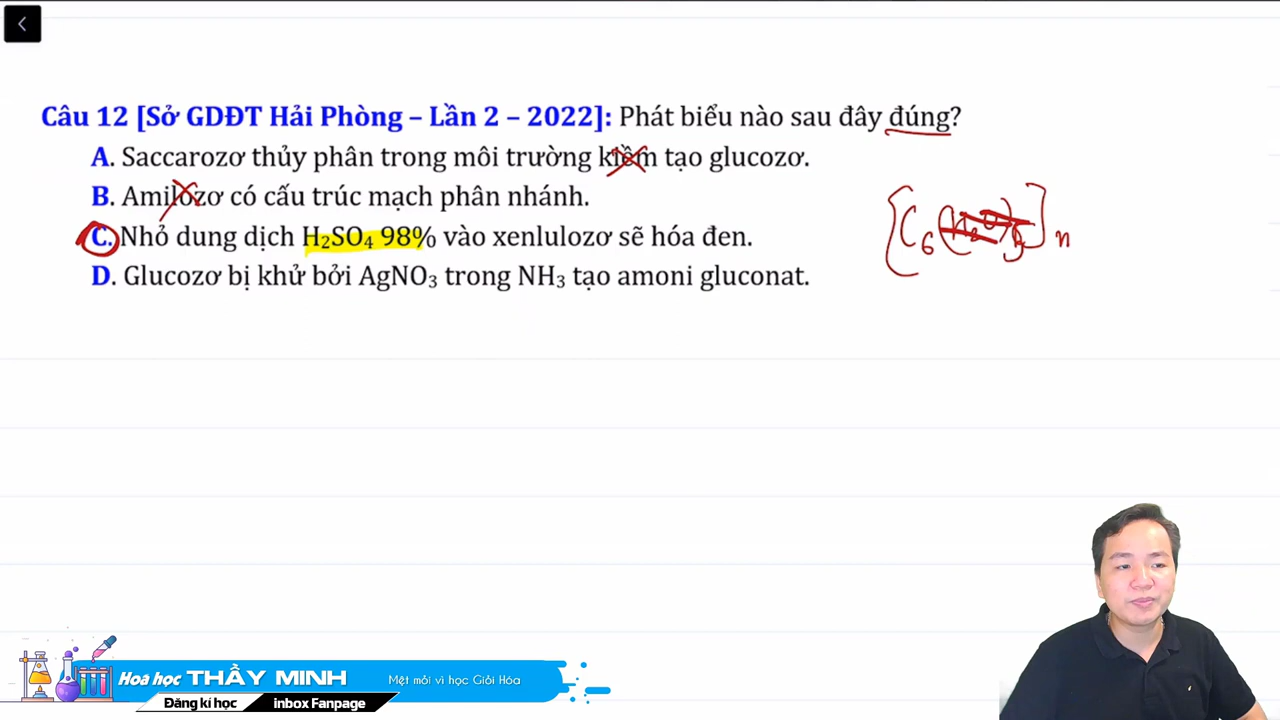 Câu 12 [Sở GDĐT Hải Phòng – Lần 2 – 2022]: Phát biểu nào sau đây đúng?
A. Saccarozơ thủy phân trong môi trường kiềm tạo glucozơ.
B. Amilozơ có cấu trúc mạch phân nhánh.
C. Nhỏ dung dịch H₂SO₄ 98% vào xenlulozơ sẽ hóa đen.
D. Glucozơ bị khử bởi AgNO₃ trong NH₃ tạo amoni gluconat.
[C₆(H₂O)₅]n
Hoá học THẦY MINH
Mệt mỏi vì học Giỏi Hóa
Đăng kí học
inbox Fanpage